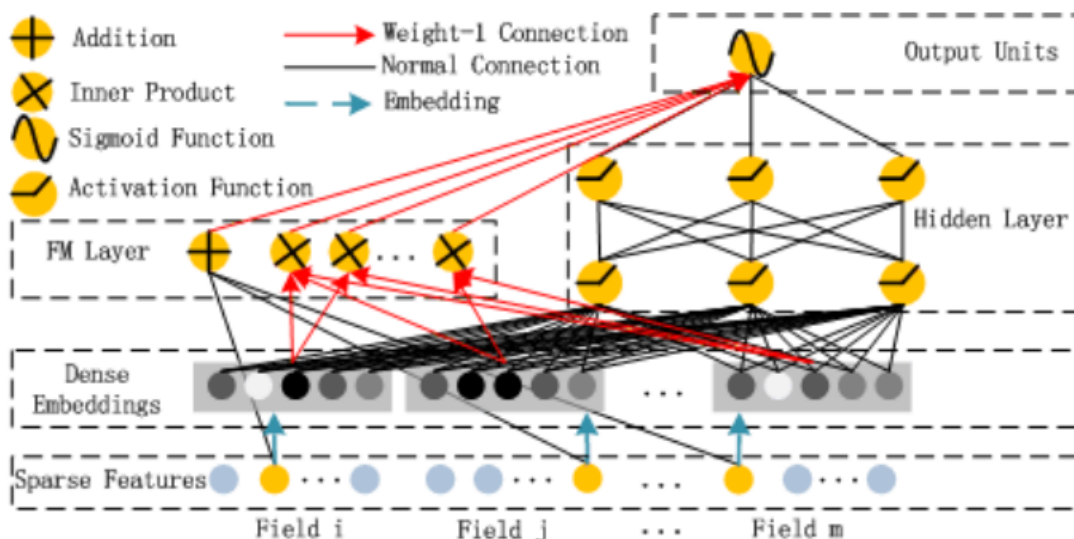 Addition
Weight-1 Connection
Normal Connection
Output Units
Inner Product
Embedding
Sigmoid Function
Activation Function
FM Layer
...
Hidden Layer
Dense
Embeddings
...
Sparse Features
... ... ... ...
Field i Field j ... Field m